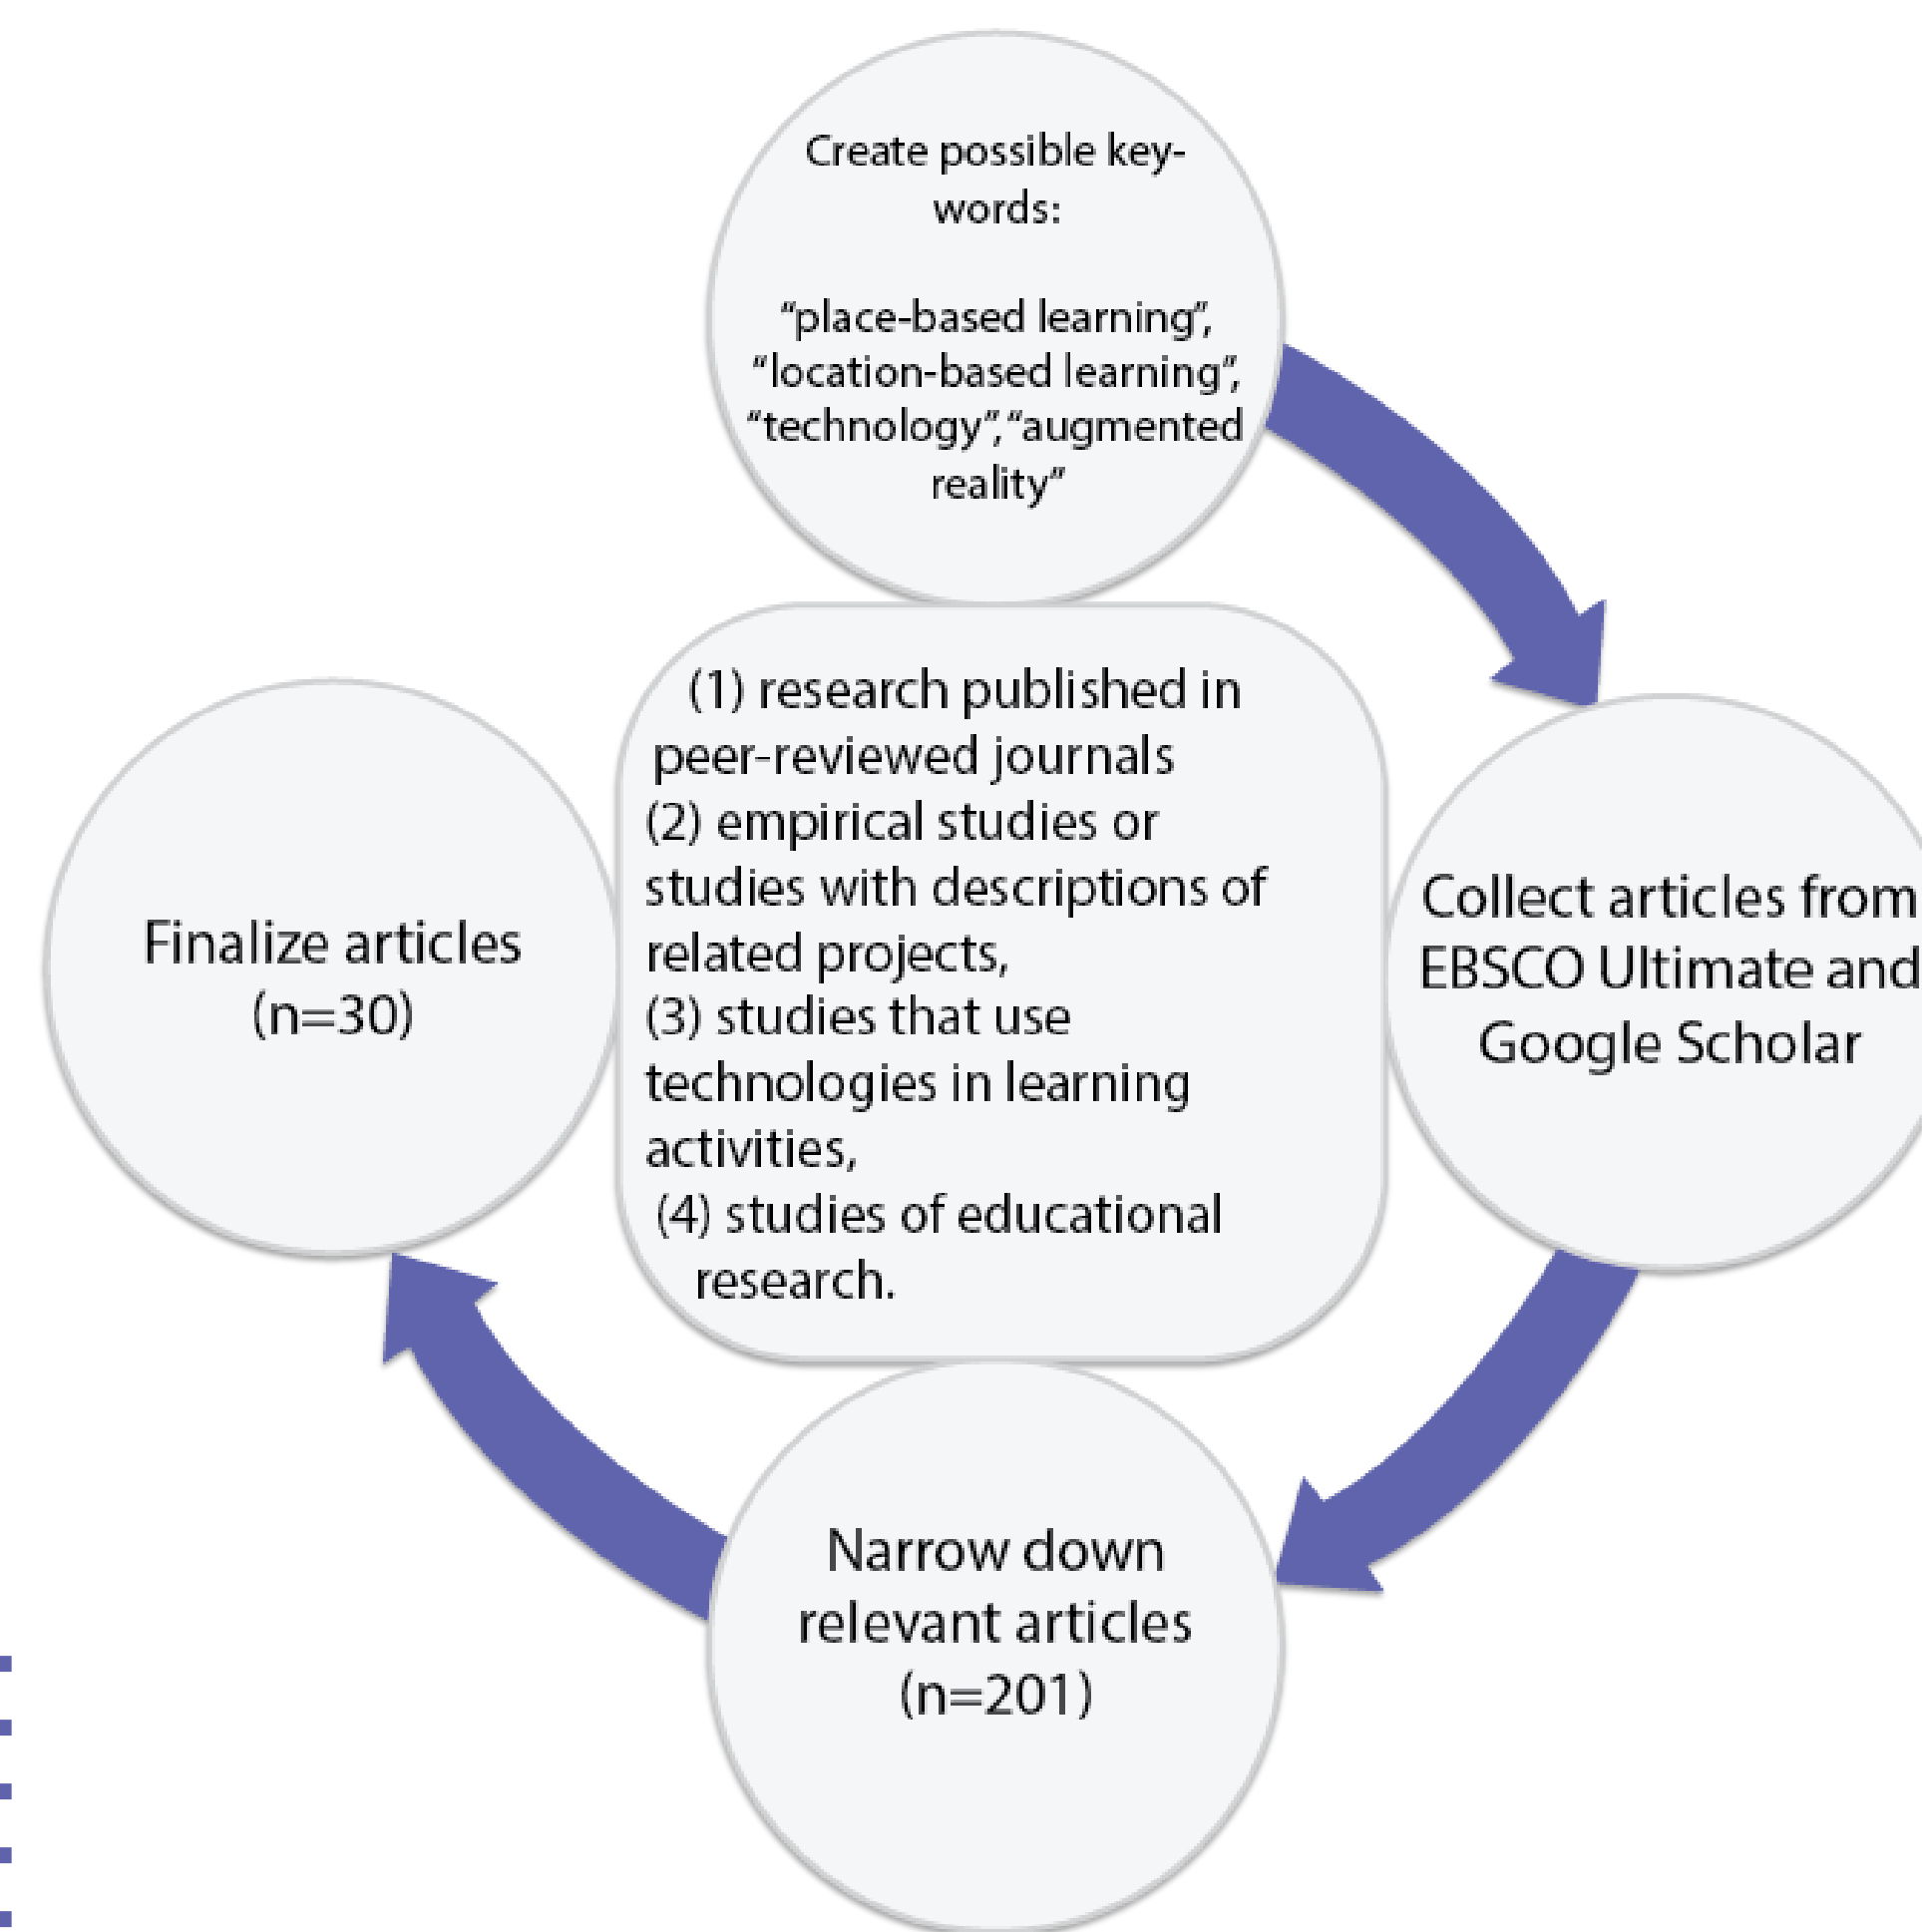 Create possible key-
words:
“place-based learning”,
“location-based learning”,
“technology”, “augmented
reality”
(1) research published in
peer-reviewed journals
(2) empirical studies or
studies with descriptions of
related projects,
(3) studies that use
technologies in learning
activities,
(4) studies of educational
research.
Collect articles from
EBSCO Ultimate and
Google Scholar
Narrow down
relevant articles
(n=201)
Finalize articles
(n=30)